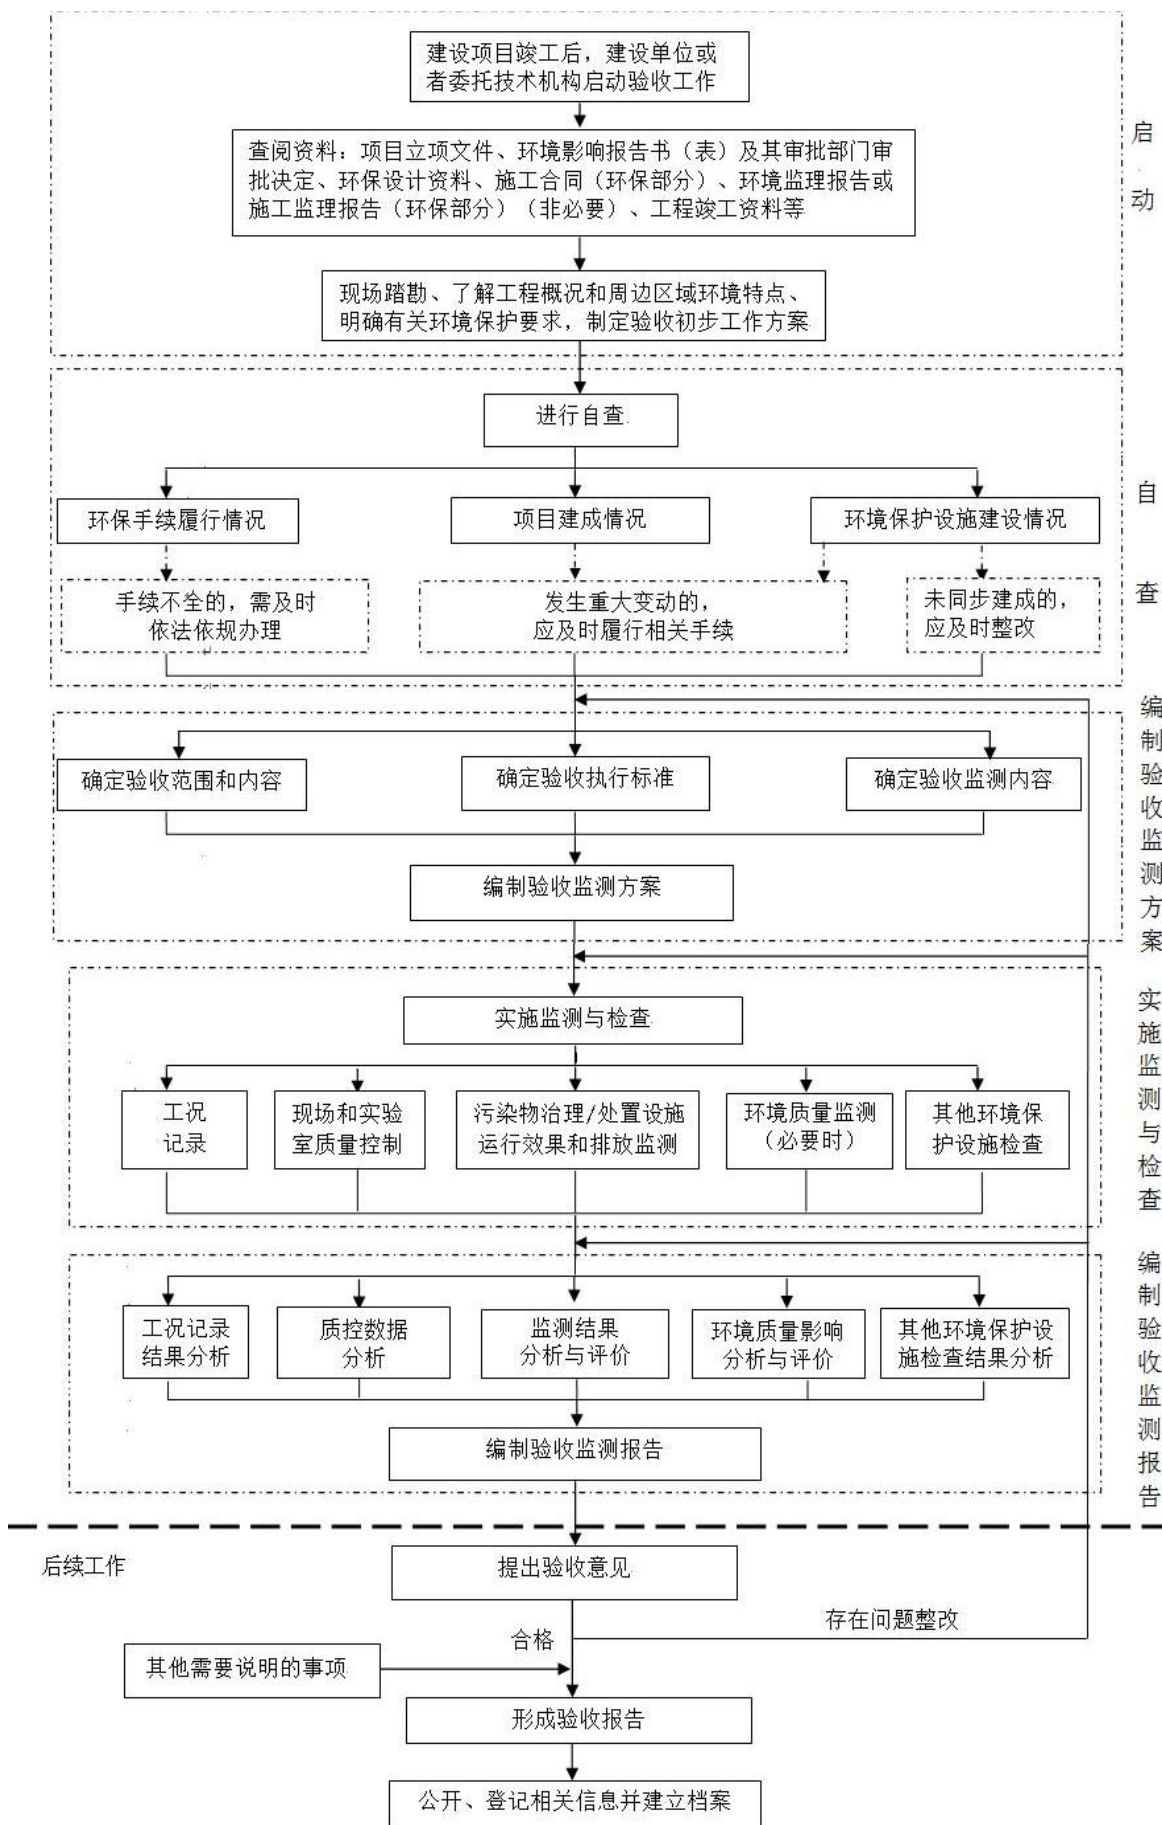 建设项目竣工后，建设单位或
者委托技术机构启动验收工作
启动
查阅资料：项目立项文件、环境影响报告书（表）及其审批部门审
批决定、环保设计资料、施工合同（环保部分）、环境监理报告或
施工监理报告（环保部分）（非必要）、工程竣工资料等
现场踏勘、了解工程概况和周边区域环境特点、
明确有关环境保护要求，制定验收初步工作方案
进行自查
自查
环保手续履行情况
项目建成情况
环境保护设施建设情况
手续不全的，需及时
依法依规办理
发生重大变动的，
应及时履行相关手续
未同步建成的，
应及时整改
编制验收监测方案
确定验收范围和内容
确定验收执行标准
确定验收监测内容
编制验收监测方案
实施监测与检查
实施监测与检查
工况
记录
现场和实验
室质量控制
污染物治理/处置设施
运行效果和排放监测
环境质量监测
（必要时）
其他环境保
护设施检查
编制验收监测报告
工况记录
结果分析
质控数据
分析
监测结果
分析与评价
环境质量影响
分析与评价
其他环境保护设
施检查结果分析
编制验收监测报告
后续工作
提出验收意见
存在问题整改
合格
其他需要说明的事项
形成验收报告
公开、登记相关信息并建立档案